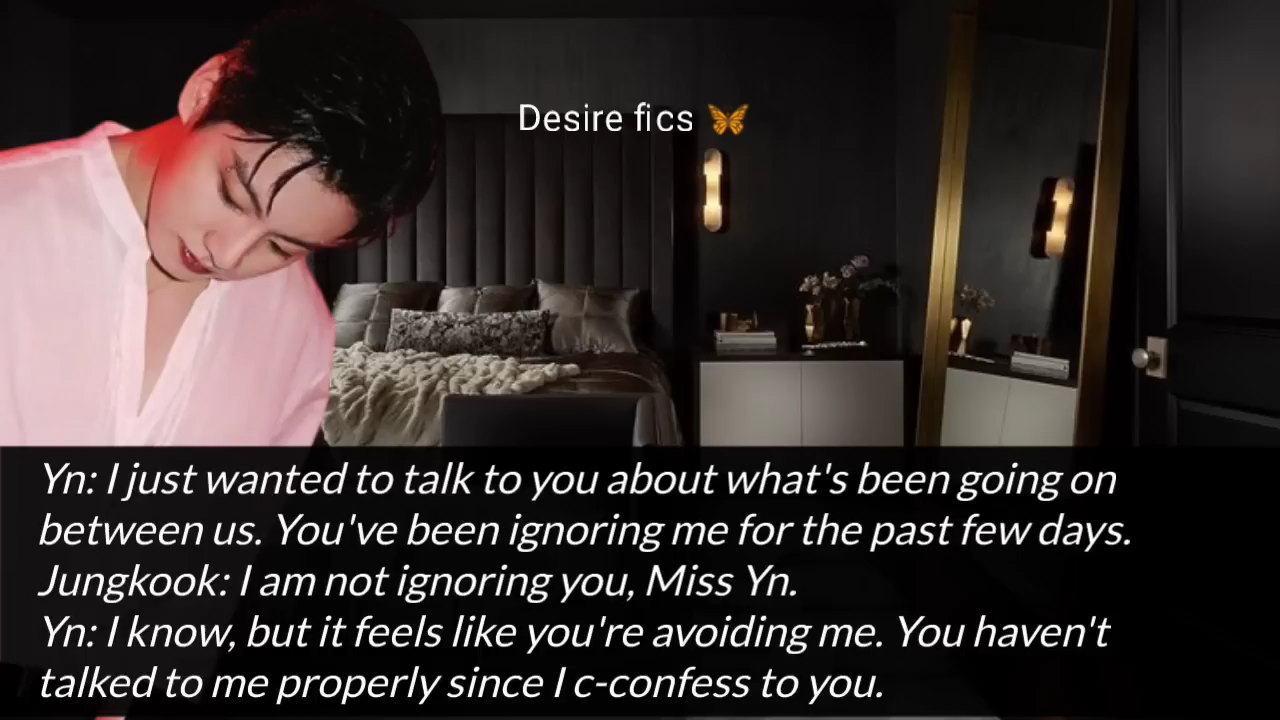 Desire fics 🦋
Yn: I just wanted to talk to you about what's been going on
between us. You've been ignoring me for the past few days.
Jungkook: I am not ignoring you, Miss Yn.
Yn: I know, but it feels like you're avoiding me. You haven't
talked to me properly since I c-confess to you.